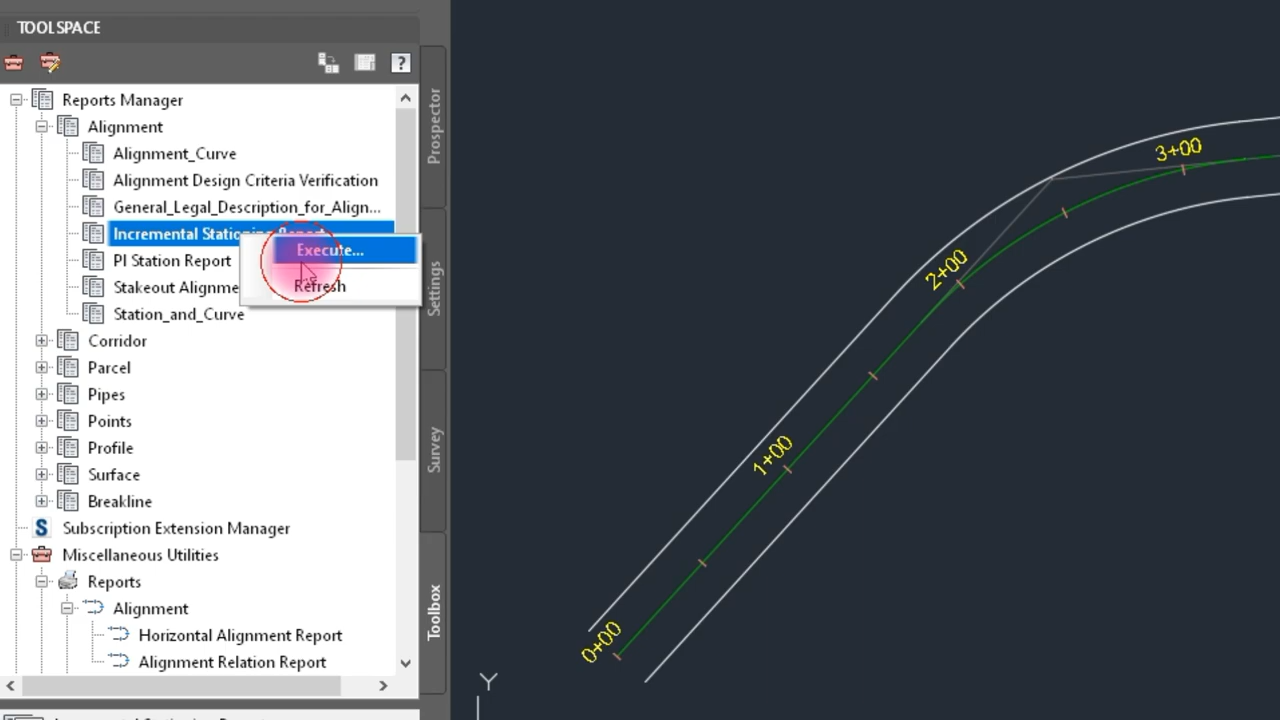 TOOLSPACE
?
Reports Manager
Alignment
Alignment_Curve
Alignment Design Criteria Verification
General_Legal_Description_for_Align...
Incremental Stationing Report
Execute...
PI Station Report
Refresh
Stakeout Alignme
Station_and_Curve
Corridor
Parcel
Pipes
Points
Profile
Surface
Breakline
S
Subscription Extension Manager
Miscellaneous Utilities
Reports
Alignment
Horizontal Alignment Report
Alignment Relation Report
Prospector
Settings
Survey
Toolbox
3+00
2+00
1+00
0+00
Y